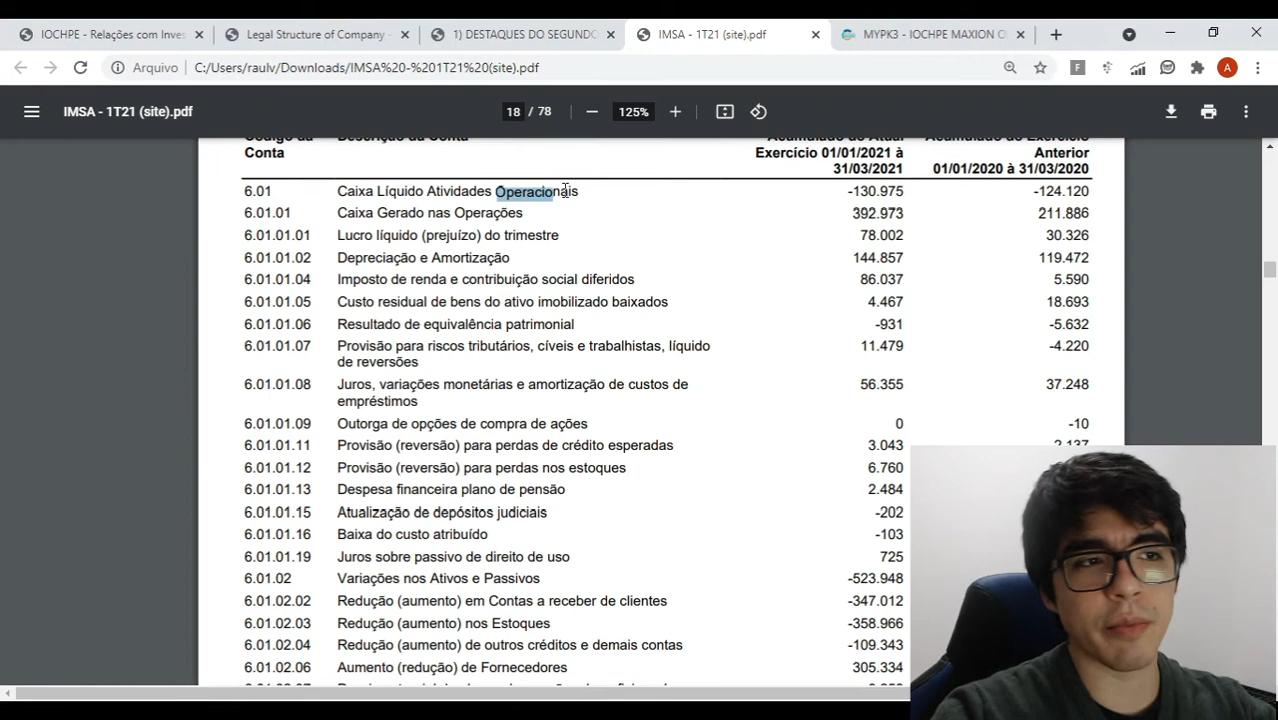 IOCHPE - Relações com Inves
Legal Structure of Company -
1) DESTAQUES DO SEGUNDO
IMSA - 1T21 (site).pdf
MYPK3 - IOCHPE MAXION O
Arquivo
C:/Users/raulv/Downloads/IMSA%20-%201T21%20(site).pdf
A
IMSA - 1T21 (site).pdf
18 / 78
125%
Código da Conta
Descrição da Conta
Acumulado do Atual Exercício 01/01/2021 à 31/03/2021
Acumulado do Exercício Anterior 01/01/2020 à 31/03/2020
6.01 Caixa Líquido Atividades Operacionais -130.975 -124.120
6.01.01 Caixa Gerado nas Operações 392.973 211.886
6.01.01.01 Lucro líquido (prejuízo) do trimestre 78.002 30.326
6.01.01.02 Depreciação e Amortização 144.857 119.472
6.01.01.04 Imposto de renda e contribuição social diferidos 86.037 5.590
6.01.01.05 Custo residual de bens do ativo imobilizado baixados 4.467 18.693
6.01.01.06 Resultado de equivalência patrimonial -931 -5.632
6.01.01.07 Provisão para riscos tributários, cíveis e trabalhistas, líquido 11.479 -4.220
de reversões
6.01.01.08 Juros, variações monetárias e amortização de custos de 56.355 37.248
empréstimos
6.01.01.09 Outorga de opções de compra de ações 0 -10
6.01.01.11 Provisão (reversão) para perdas de crédito esperadas 3.043 2.137
6.01.01.12 Provisão (reversão) para perdas nos estoques 6.760
6.01.01.13 Despesa financeira plano de pensão 2.484
6.01.01.15 Atualização de depósitos judiciais -202
6.01.01.16 Baixa do custo atribuído -103
6.01.01.19 Juros sobre passivo de direito de uso 725
6.01.02 Variações nos Ativos e Passivos -523.948
6.01.02.02 Redução (aumento) em Contas a receber de clientes -347.012
6.01.02.03 Redução (aumento) nos Estoques -358.966
6.01.02.04 Redução (aumento) de outros créditos e demais contas -109.343
6.01.02.06 Aumento (redução) de Fornecedores 305.334